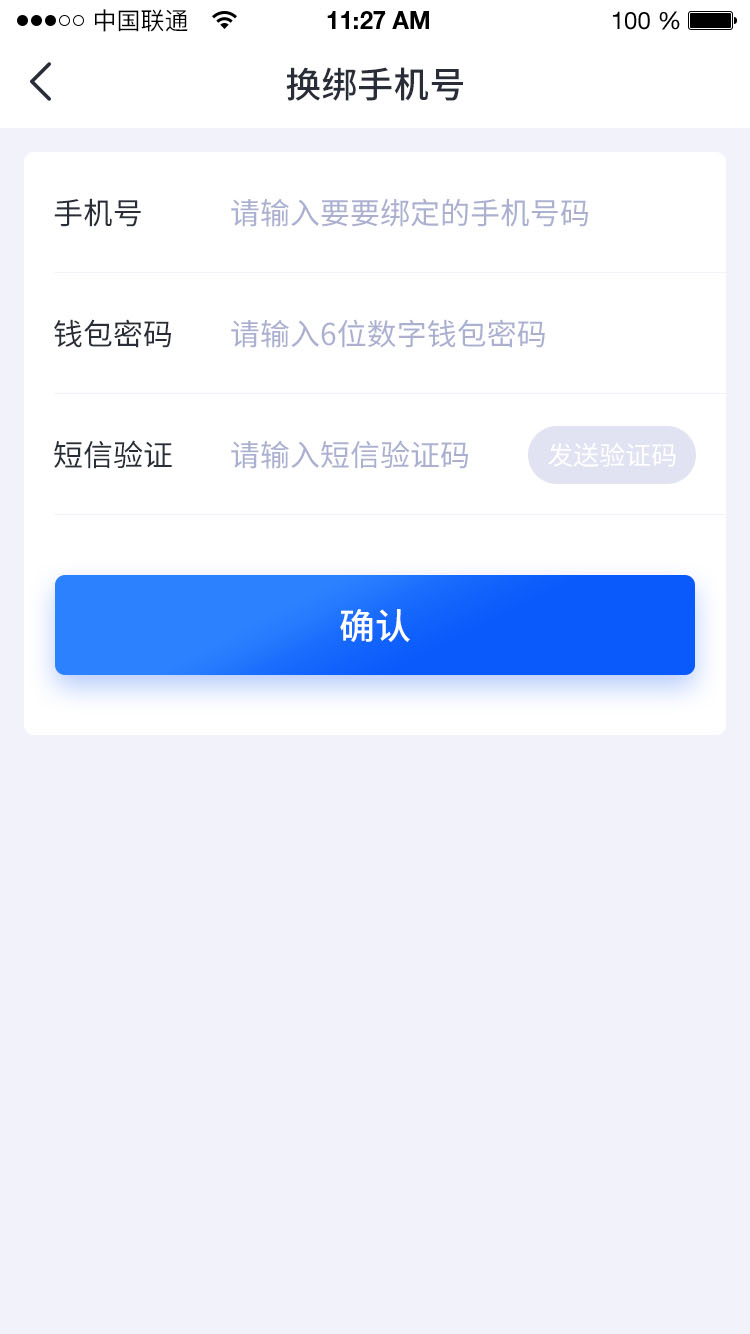 中国联通 11:27 AM 100 %
换绑手机号
手机号 请输入要要绑定的手机号码
钱包密码 请输入6位数字钱包密码
短信验证 请输入短信验证码 发送验证码
确认